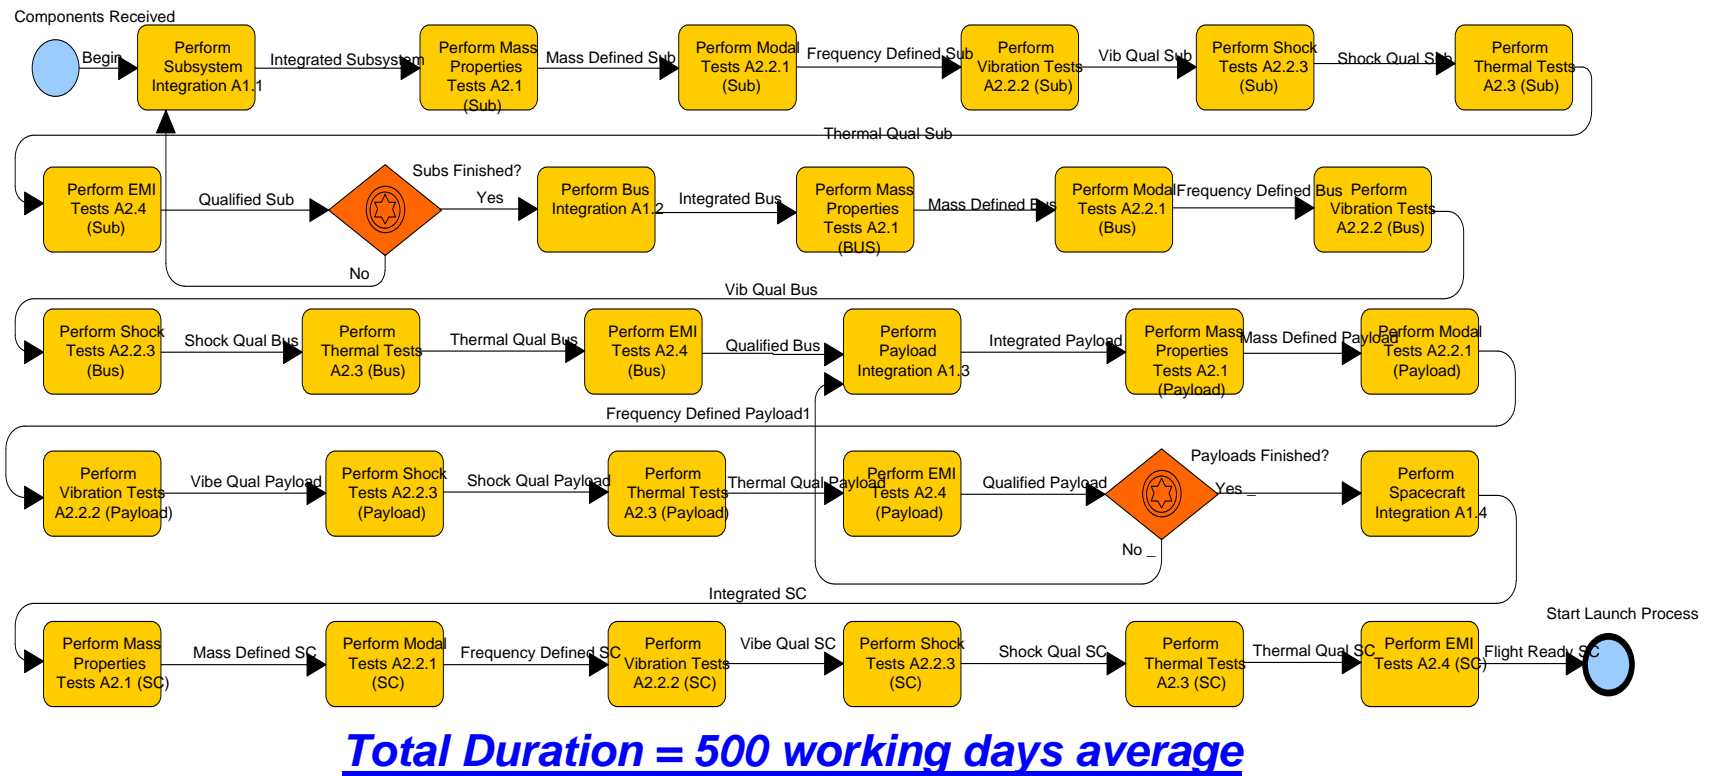 Components Received
Begin
Perform
Subsystem
Integration A1.1
Integrated Subsystem
Perform Mass
Properties
Tests A2.1
(Sub)
Mass Defined Sub
Perform Modal
Tests A2.2.1
(Sub)
Frequency Defined Sub
Perform
Vibration Tests
A2.2.2 (Sub)
Vib Qual Sub
Perform Shock
Tests A2.2.3
(Sub)
Shock Qual Sub
Perform
Thermal Tests
A2.3 (Sub)
Thermal Qual Sub
Perform EMI
Tests A2.4
(Sub)
Qualified Sub
Subs Finished?
Yes
No
Perform Bus
Integration A1.2
Integrated Bus
Perform Mass
Properties
Tests A2.1
(BUS)
Mass Defined Bus
Perform Modal
Tests A2.2.1
(Bus)
Frequency Defined Bus
Perform
Vibration Tests
A2.2.2 (Bus)
Vib Qual Bus
Perform Shock
Tests A2.2.3
(Bus)
Shock Qual Bus
Perform
Thermal Tests
A2.3 (Bus)
Thermal Qual Bus
Perform EMI
Tests A2.4
(Bus)
Qualified Bus
Perform
Payload
Integration A1.3
Integrated Payload
Perform Mass
Properties
Tests A2.1
(Payload)
Mass Defined Payload
Perform Modal
Tests A2.2.1
(Payload)
Frequency Defined Payload1
Perform
Vibration Tests
A2.2.2 (Payload)
Vibe Qual Payload
Perform Shock
Tests A2.2.3
(Payload)
Shock Qual Payload
Perform
Thermal Tests
A2.3 (Payload)
Thermal Qual Payload
Perform EMI
Tests A2.4
(Payload)
Qualified Payload
Payloads Finished?
Yes _
No _
Perform
Spacecraft
Integration A1.4
Integrated SC
Perform Mass
Properties
Tests A2.1 (SC)
Mass Defined SC
Perform Modal
Tests A2.2.1
(SC)
Frequency Defined SC
Perform
Vibration Tests
A2.2.2 (SC)
Vibe Qual SC
Perform Shock
Tests A2.2.3
(SC)
Shock Qual SC
Perform
Thermal Tests
A2.3 (SC)
Thermal Qual SC
Perform EMI
Tests A2.4 (SC)
Flight Ready SC
Start Launch Process
Total Duration = 500 working days average